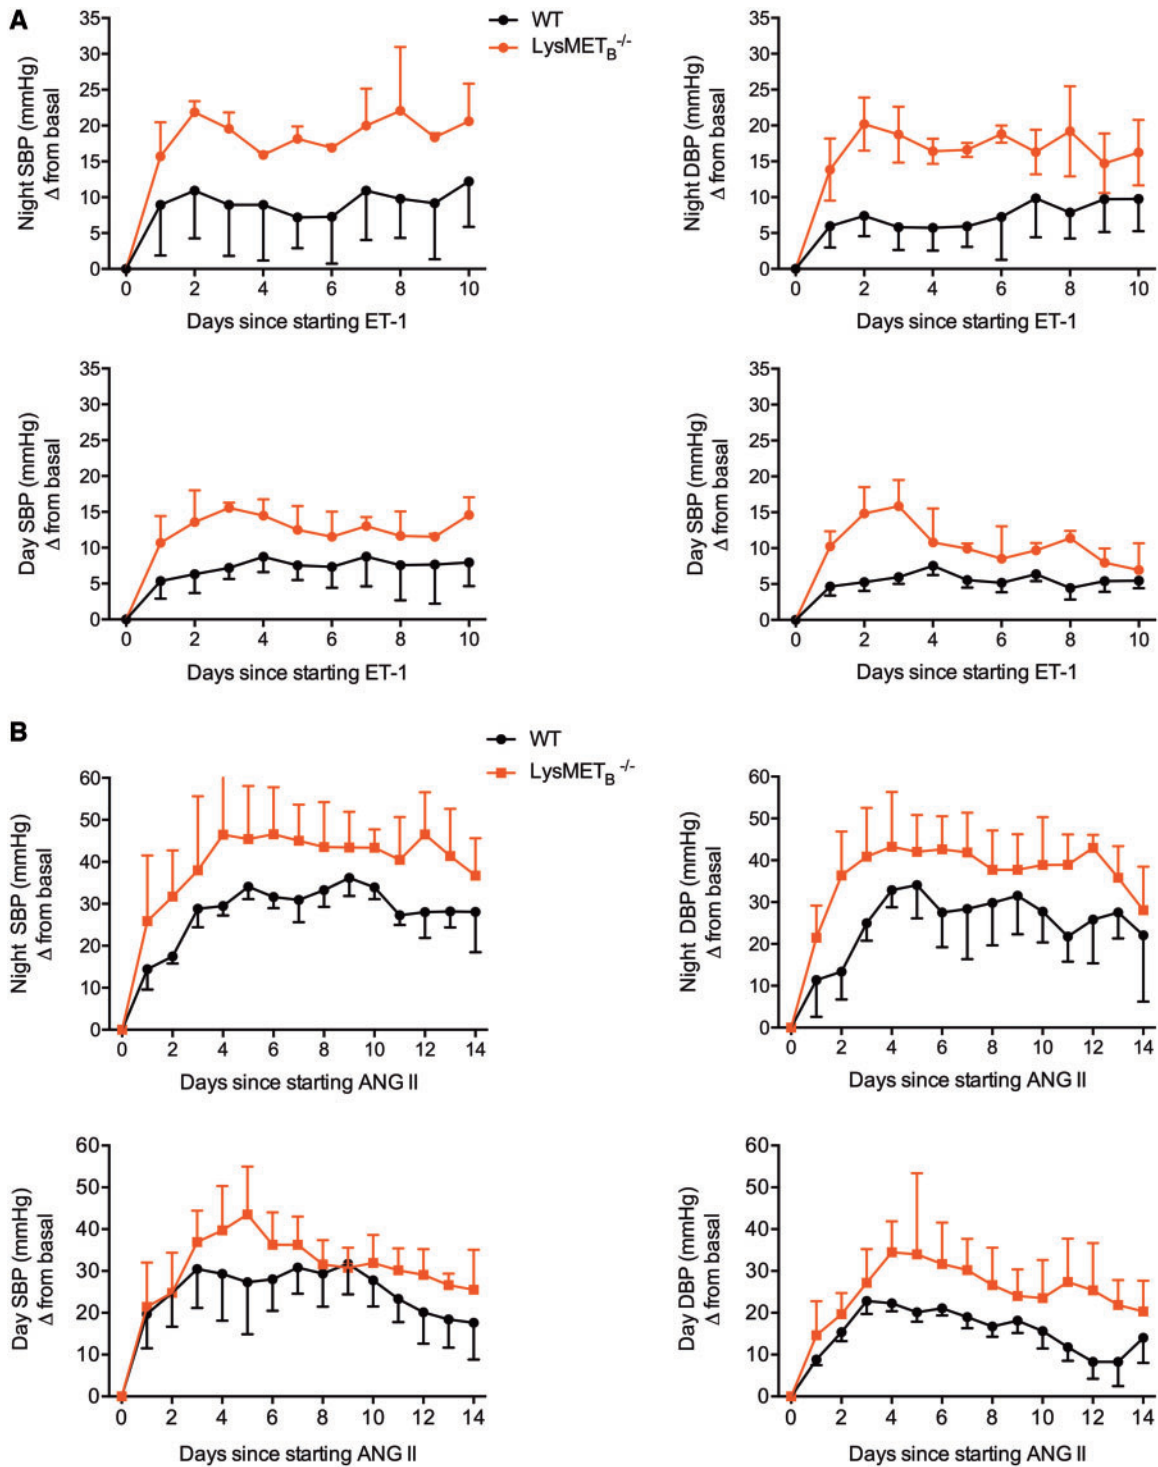 A
WT
LysMETB-/-
Night SBP (mmHg)
Δ from basal
35
30
25
20
15
10
5
0
0 2 4 6 8 10
Days since starting ET-1
Night DBP (mmHg)
Δ from basal
35
30
25
20
15
10
5
0
0 2 4 6 8 10
Days since starting ET-1
Day SBP (mmHg)
Δ from basal
35
30
25
20
15
10
5
0
0 2 4 6 8 10
Days since starting ET-1
Day SBP (mmHg)
Δ from basal
35
30
25
20
15
10
5
0
0 2 4 6 8 10
Days since starting ET-1
B
WT
LysMETB -/-
Night SBP (mmHg)
Δ from basal
60
50
40
30
20
10
0
0 2 4 6 8 10 12 14
Days since starting ANG II
Night DBP (mmHg)
Δ from basal
60
50
40
30
20
10
0
0 2 4 6 8 10 12 14
Days since starting ANG II
Day SBP (mmHg)
Δ from basal
60
50
40
30
20
10
0
0 2 4 6 8 10 12 14
Days since starting ANG II
Day DBP (mmHg)
Δ from basal
60
50
40
30
20
10
0
0 2 4 6 8 10 12 14
Days since starting ANG II